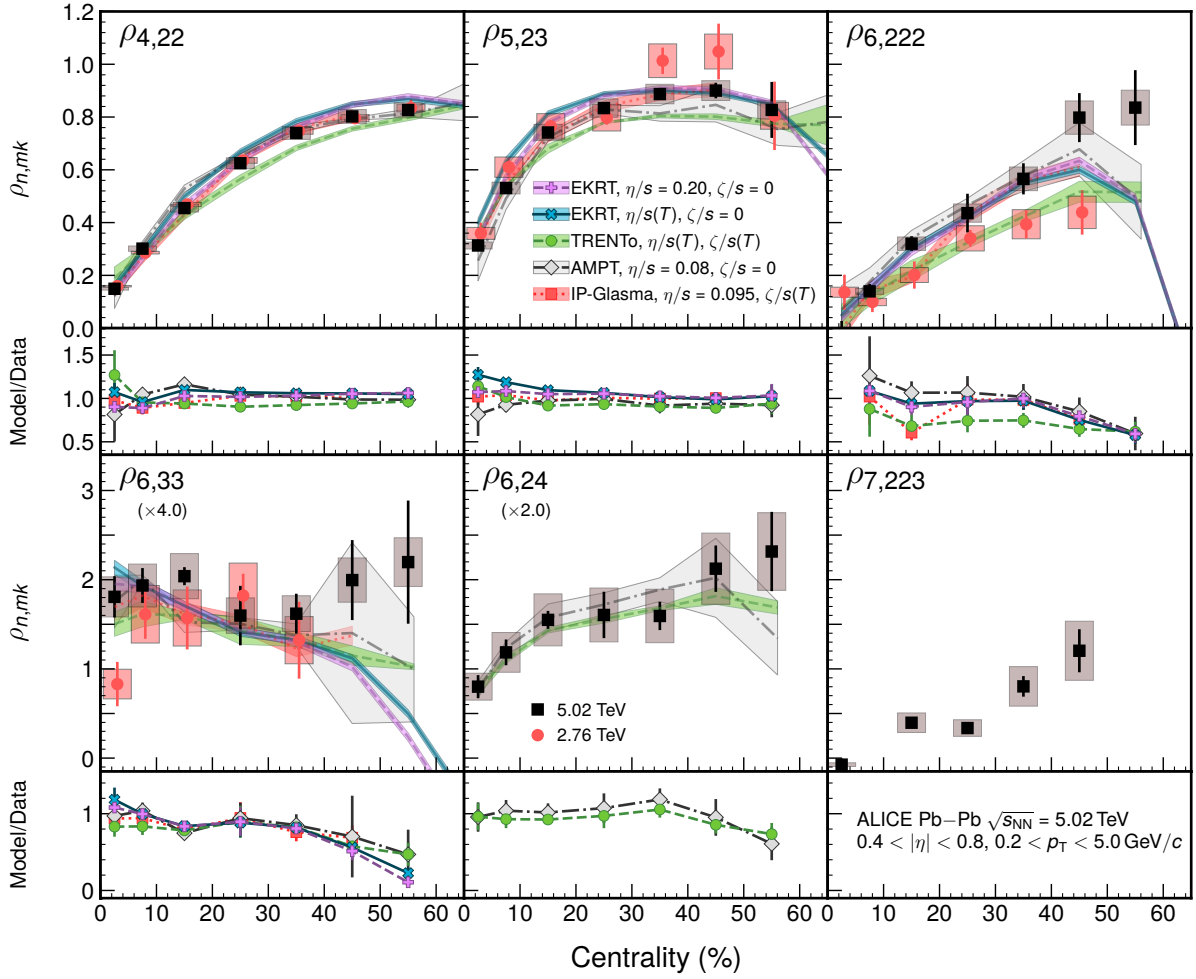 ρ4,22
ρ5,23
ρ6,222
1.2
1.0
0.8
0.6
0.4
0.2
0.0
ρn,mk
EKRT, η/s = 0.20, ζ/s = 0
EKRT, η/s(T), ζ/s = 0
TRENTo, η/s(T), ζ/s(T)
AMPT, η/s = 0.08, ζ/s = 0
IP-Glasma, η/s = 0.095, ζ/s(T)
1.5
1.0
0.5
Model/Data
ρ6,33
(×4.0)
ρ6,24
(×2.0)
ρ7,223
3
2
1
0
ρn,mk
5.02 TeV
2.76 TeV
1
0
Model/Data
ALICE Pb−Pb √sNN = 5.02 TeV
0.4 < |η| < 0.8, 0.2 < pT < 5.0 GeV/c
0 10 20 30 40 50 60 0 10 20 30 40 50 60 0 10 20 30 40 50 60
Centrality (%)